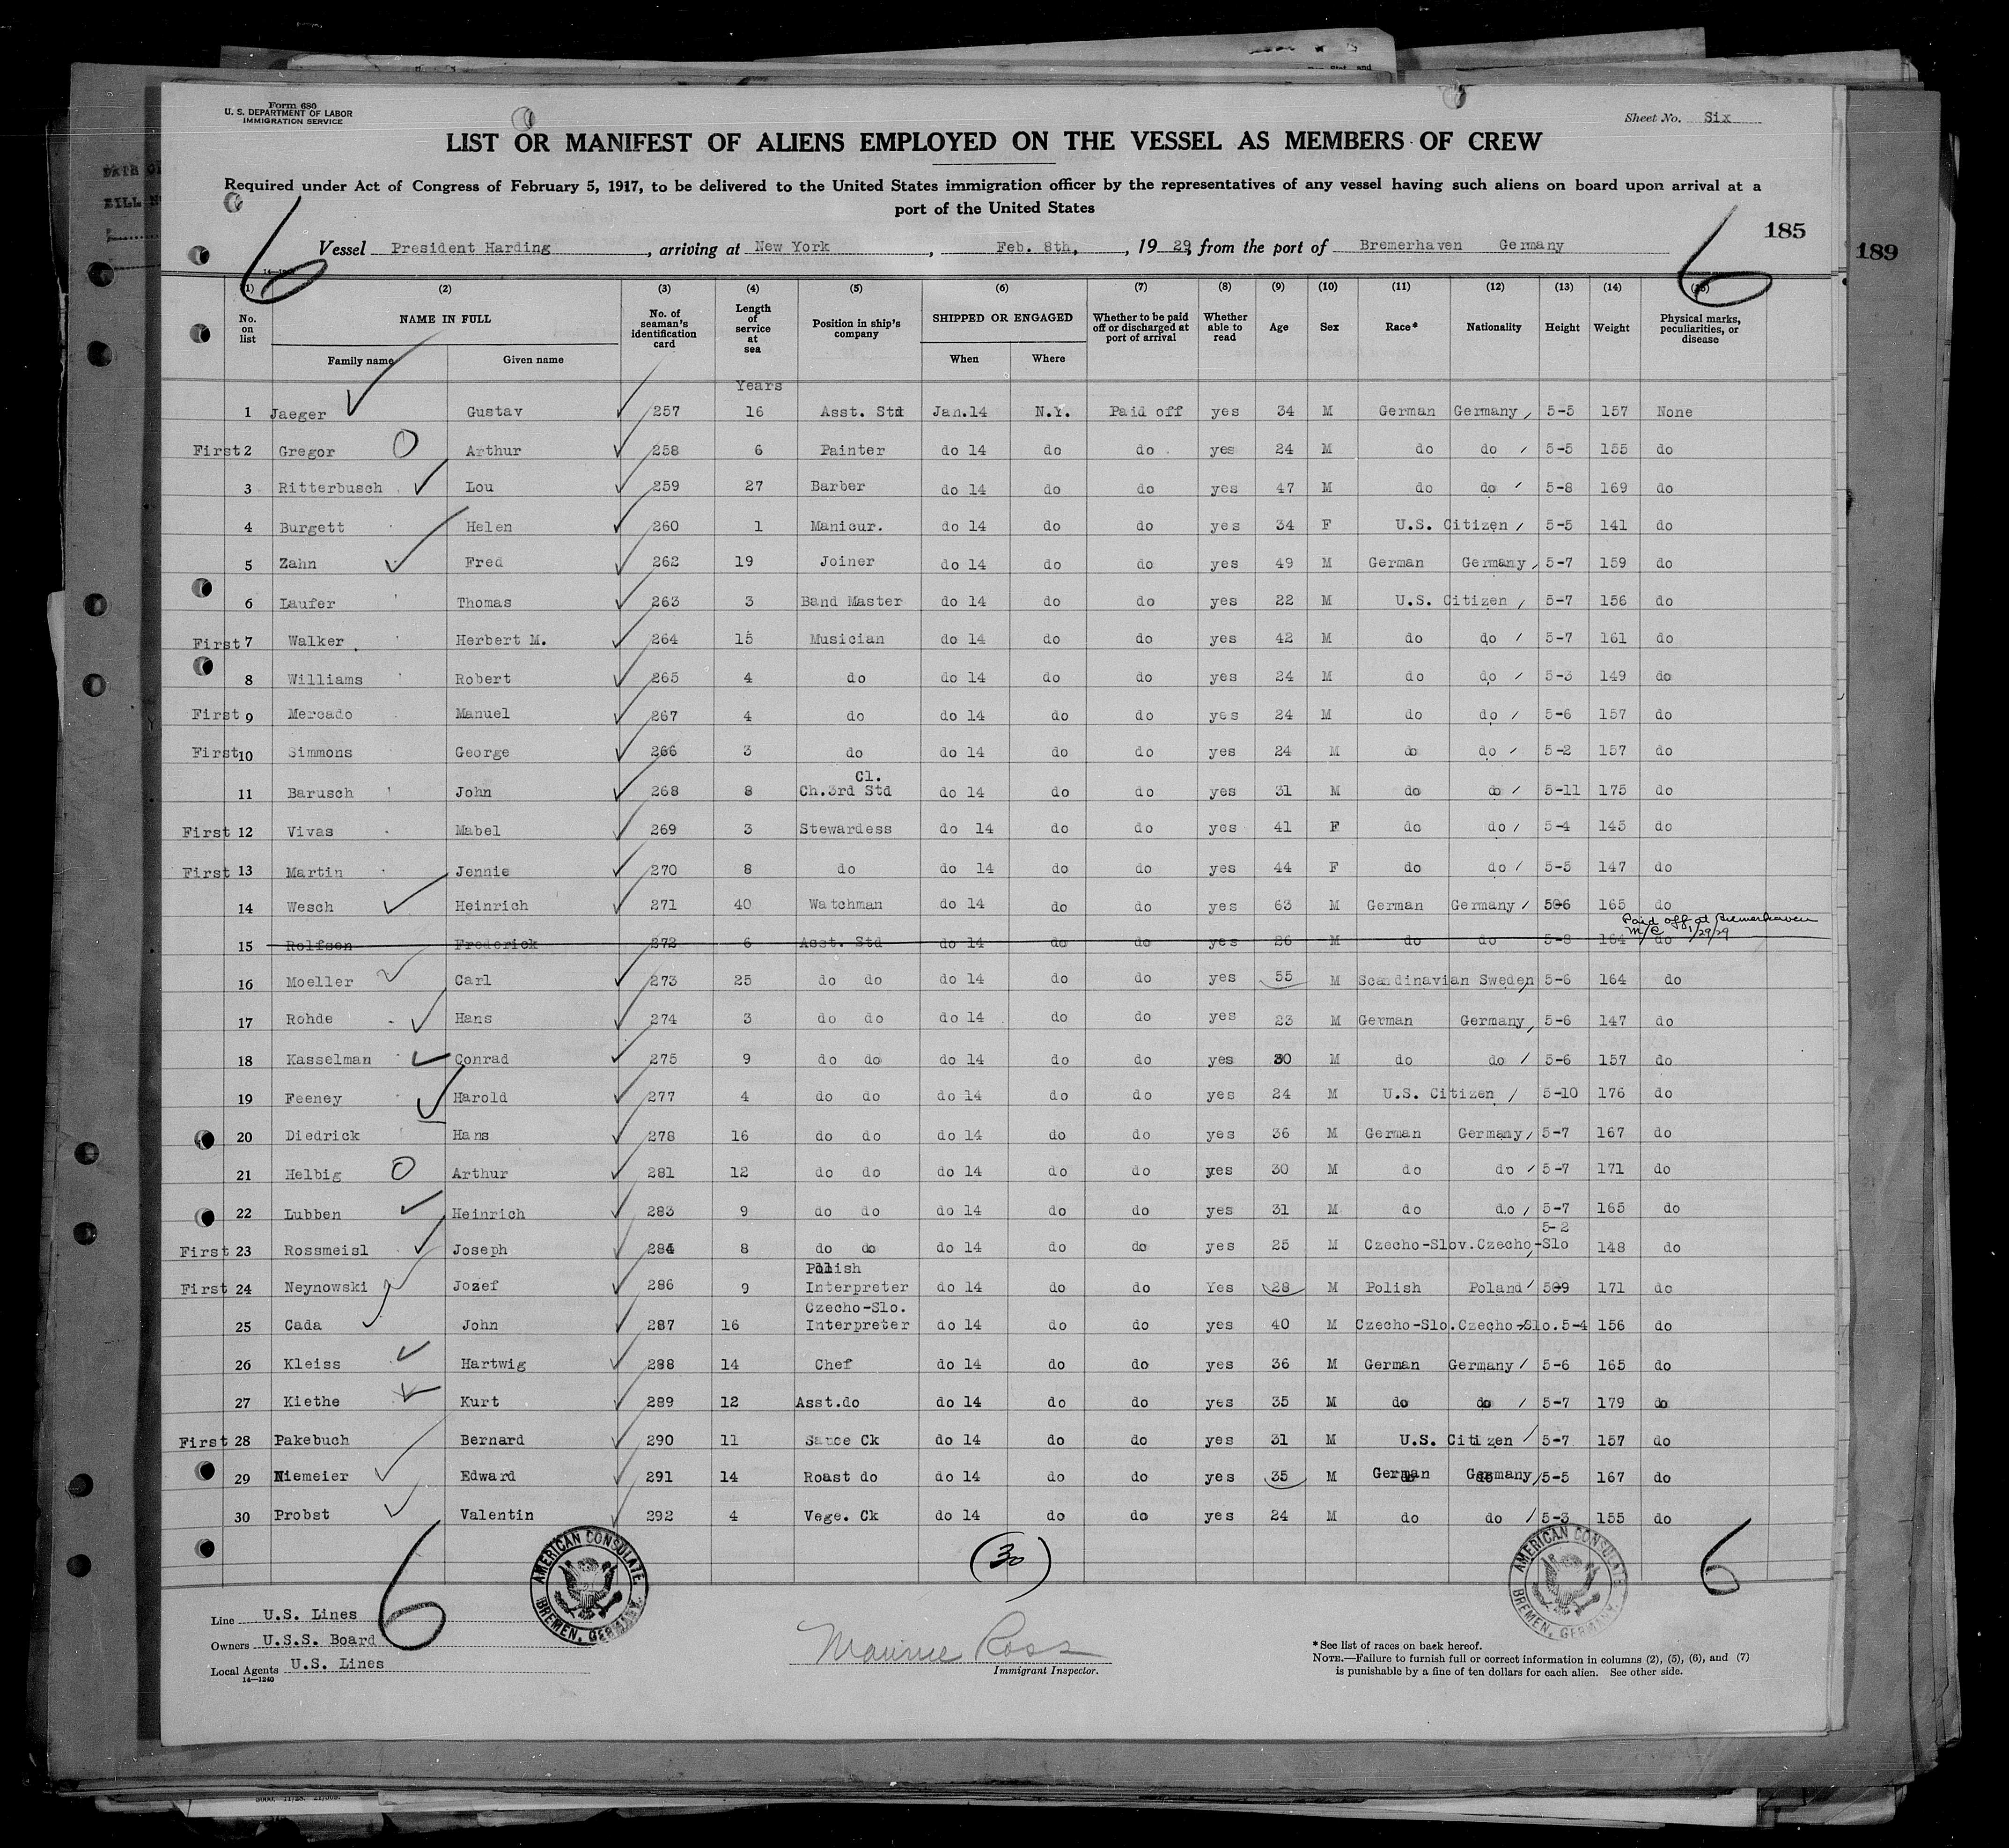 Form 680
U. S. DEPARTMENT OF LABOR
IMMIGRATION SERVICE
Sheet No. Six
LIST OR MANIFEST OF ALIENS EMPLOYED ON THE VESSEL AS MEMBERS OF CREW
Required under Act of Congress of February 5, 1917, to be delivered to the United States immigration officer by the representatives of any vessel having such aliens on board upon arrival at a
port of the United States
6 6 185 189
Vessel President Harding, arriving at New York, Feb. 8th, , 19 29, from the port of Bremerhaven Germany
(1) (2) (3) (4) (5) (6) (7) (8) (9) (10) (11) (12) (13) (14) (15)
No. on list NAME IN FULL Family name Given name No. of seaman's identification card Length of service at sea Position in ship's company SHIPPED OR ENGAGED When Where Whether to be paid off or discharged at port of arrival Whether able to read Age Sex Race* Nationality Height Weight Physical marks, peculiarities, or disease
Years
1 Jaeger Gustav 257 16 Asst. Std Jan.14 N.Y. Paid off yes 34 M German Germany 5-5 157 None
First 2 Gregor Arthur 258 6 Painter do 14 do do yes 24 M do do 5-5 155 do
3 Ritterbusch Lou 259 27 Barber do 14 do do yes 47 M do do 5-8 169 do
4 Burgett Helen 260 1 Manicur. do 14 do do yes 34 F U.S. Citizen 5-5 141 do
5 Zahn Fred 262 19 Joiner do 14 do do yes 49 M German Germany 5-7 159 do
6 Laufer Thomas 263 3 Band Master do 14 do do yes 22 M U.S. Citizen 5-7 156 do
First 7 Walker Herbert M. 264 15 Musician do 14 do do yes 42 M do do 5-7 161 do
8 Williams Robert 265 4 do do 14 do do yes 24 M do do 5-3 149 do
First 9 Mercado Manuel 267 4 do do 14 do do yes 24 M do do 5-6 157 do
First 10 Simmons George 266 3 do do 14 do do yes 24 M do do 5-2 157 do
11 Barusch John 268 8 Ch.3rd Cl. Std do 14 do do yes 31 M do do 5-11 175 do
First 12 Vivas Mabel 269 3 Stewardess do 14 do do yes 41 F do do 5-4 145 do
First 13 Martin Jennie 270 8 do do 14 do do yes 44 F do do 5-5 147 do
14 Wesch Heinrich 271 40 Watchman do 14 do do yes 63 M German Germany 5-6 165 do
Paid off at Bremerhaven
M/C 1/29/29
15 Rolfson Frederick 272 6 Asst. Std do 14 do do yes 26 M do do 5-8 164 do
16 Moeller Carl 273 25 do do do 14 do do yes 55 M Scandinavian Sweden 5-6 164 do
17 Rohde Hans 274 3 do do do 14 do do yes 23 M German Germany 5-6 147 do
18 Kasselman Conrad 275 9 do do do 14 do do yes 30 M do do 5-6 157 do
19 Feeney Harold 277 4 do do do 14 do do yes 24 M U.S. Citizen 5-10 176 do
20 Diedrick Hans 278 16 do do do 14 do do yes 36 M German Germany 5-7 167 do
21 Helbig Arthur 281 12 do do do 14 do do yes 30 M do do 5-7 171 do
22 Lubben Heinrich 283 9 do do do 14 do do yes 31 M do do 5-7 165 do
First 23 Rossmeisl Joseph 284 8 do do do 14 do do yes 25 M Czecho-Slov. Czecho-Slo 5-2 148 do
First 24 Neynowski Jozef 286 9 Polish Interpreter do 14 do do Yes 28 M Polish Poland 5-9 171 do
25 Cada John 287 16 Czecho-Slo. Interpreter do 14 do do yes 40 M Czecho-Slo. Czecho-Slo. 5-4 156 do
26 Kleiss Hartwig 288 14 Chef do 14 do do yes 36 M German Germany 5-6 165 do
27 Kiethe Kurt 289 12 Asst.do do 14 do do yes 35 M do do 5-7 179 do
First 28 Pakebuch Bernard 290 11 Sauce Ck do 14 do do yes 31 M U.S. Citizen 5-7 157 do
29 Niemeier Edward 291 14 Roast do do 14 do do yes 35 M German Germany 5-5 167 do
30 Probst Valentin 292 4 Vege. Ck do 14 do do yes 24 M do do 5-3 155 do
6 (30) 6
AMERICAN CONSULATE BREMEN, GERMANY.
AMERICAN CONSULATE BREMEN, GERMANY.
Line U.S. Lines
Owners U.S.S. Board
Local Agents U.S. Lines
14—1240
Maurice Ross
Immigrant Inspector.
*See list of races on back hereof.
NOTE.—Failure to furnish full or correct information in columns (2), (5), (6), and (7)
is punishable by a fine of ten dollars for each alien. See other side.